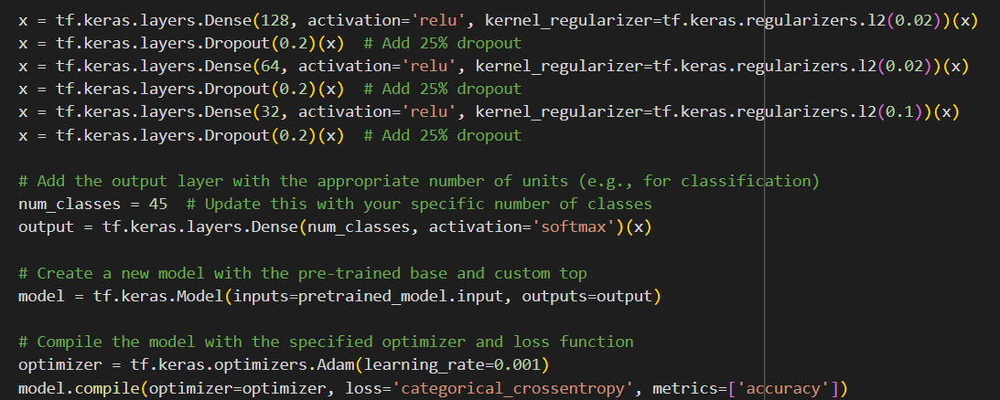 x = tf.keras.layers.Dense(128, activation='relu', kernel_regularizer=tf.keras.regularizers.l2(0.02))(x)
x = tf.keras.layers.Dropout(0.2)(x)  # Add 25% dropout
x = tf.keras.layers.Dense(64, activation='relu', kernel_regularizer=tf.keras.regularizers.l2(0.02))(x)
x = tf.keras.layers.Dropout(0.2)(x)  # Add 25% dropout
x = tf.keras.layers.Dense(32, activation='relu', kernel_regularizer=tf.keras.regularizers.l2(0.1))(x)
x = tf.keras.layers.Dropout(0.2)(x)  # Add 25% dropout
# Add the output layer with the appropriate number of units (e.g., for classification)
num_classes = 45  # Update this with your specific number of classes
output = tf.keras.layers.Dense(num_classes, activation='softmax')(x)
# Create a new model with the pre-trained base and custom top
model = tf.keras.Model(inputs=pretrained_model.input, outputs=output)
# Compile the model with the specified optimizer and loss function
optimizer = tf.keras.optimizers.Adam(learning_rate=0.001)
model.compile(optimizer=optimizer, loss='categorical_crossentropy', metrics=['accuracy'])